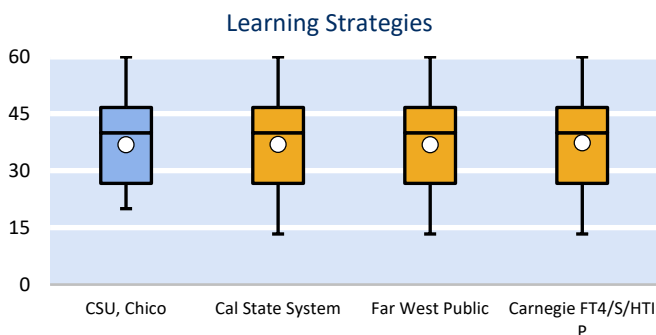 Learning Strategies
60
45
30
15
0
CSU, Chico
Cal State System
Far West Public
Carnegie FT4/S/HTI
P